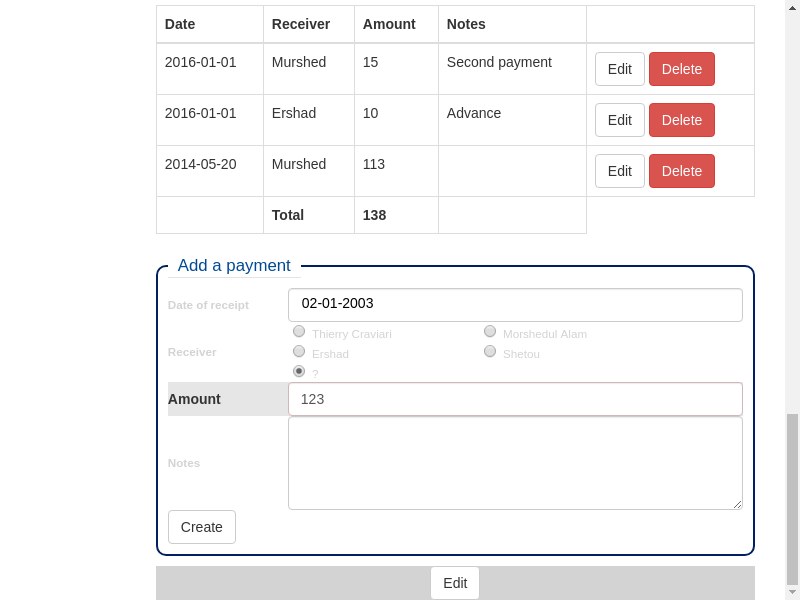 Date Receiver Amount Notes
2016-01-01 Murshed 15 Second payment Edit Delete
2016-01-01 Ershad 10 Advance Edit Delete
2014-05-20 Murshed 113 Edit Delete
Total 138
Add a payment
Date of receipt 02-01-2003
Thierry Craviari Morshedul Alam
Receiver Ershad Shetou
?
Amount 123
Notes
Create
Edit